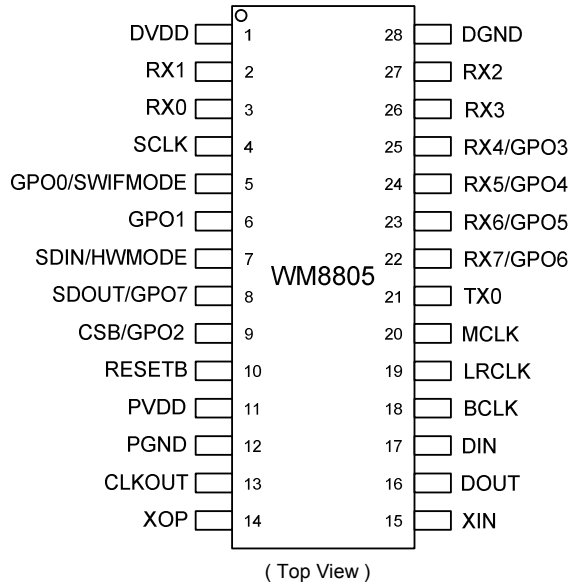 DVDD 1 28 DGND
RX1 2 27 RX2
RX0 3 26 RX3
SCLK 4 25 RX4/GPO3
GPO0/SWIFMODE 5 24 RX5/GPO4
GPO1 6 23 RX6/GPO5
SDIN/HWMODE 7 22 RX7/GPO6
WM8805
SDOUT/GPO7 8 21 TX0
CSB/GPO2 9 20 MCLK
RESETB 10 19 LRCLK
PVDD 11 18 BCLK
PGND 12 17 DIN
CLKOUT 13 16 DOUT
XOP 14 15 XIN
( Top View )